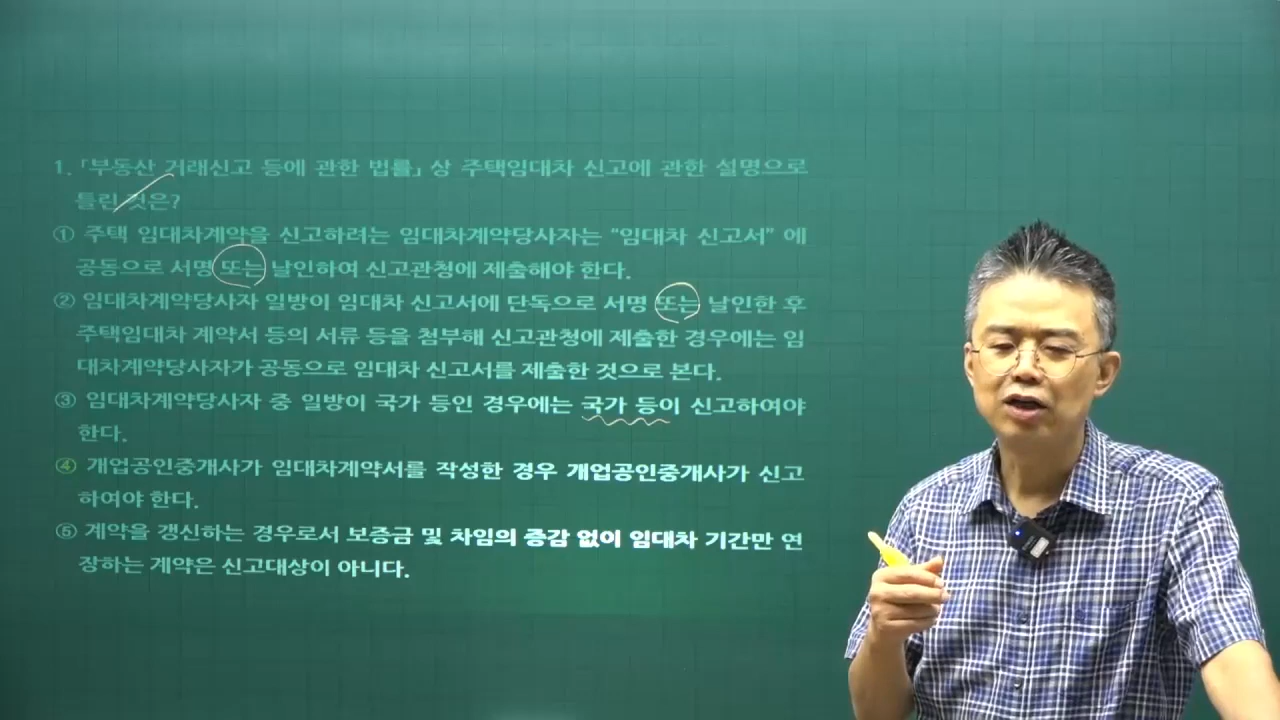 1. 「부동산 거래신고 등에 관한 법률」 상 주택임대차 신고에 관한 설명으로
틀린 것은?
① 주택 임대차계약을 신고하려는 임대차계약당사자는 “임대차 신고서” 에
공동으로 서명 또는 날인하여 신고관청에 제출해야 한다.
② 임대차계약당사자 일방이 임대차 신고서에 단독으로 서명 또는 날인한 후
주택임대차 계약서 등의 서류 등을 첨부해 신고관청에 제출한 경우에는 임
대차계약당사자가 공동으로 임대차 신고서를 제출한 것으로 본다.
③ 임대차계약당사자 중 일방이 국가 등인 경우에는 국가 등이 신고하여야
한다.
④ 개업공인중개사가 임대차계약서를 작성한 경우 개업공인중개사가 신고
하여야 한다.
⑤ 계약을 갱신하는 경우로서 보증금 및 차임의 증감 없이 임대차 기간만 연
장하는 계약은 신고대상이 아니다.